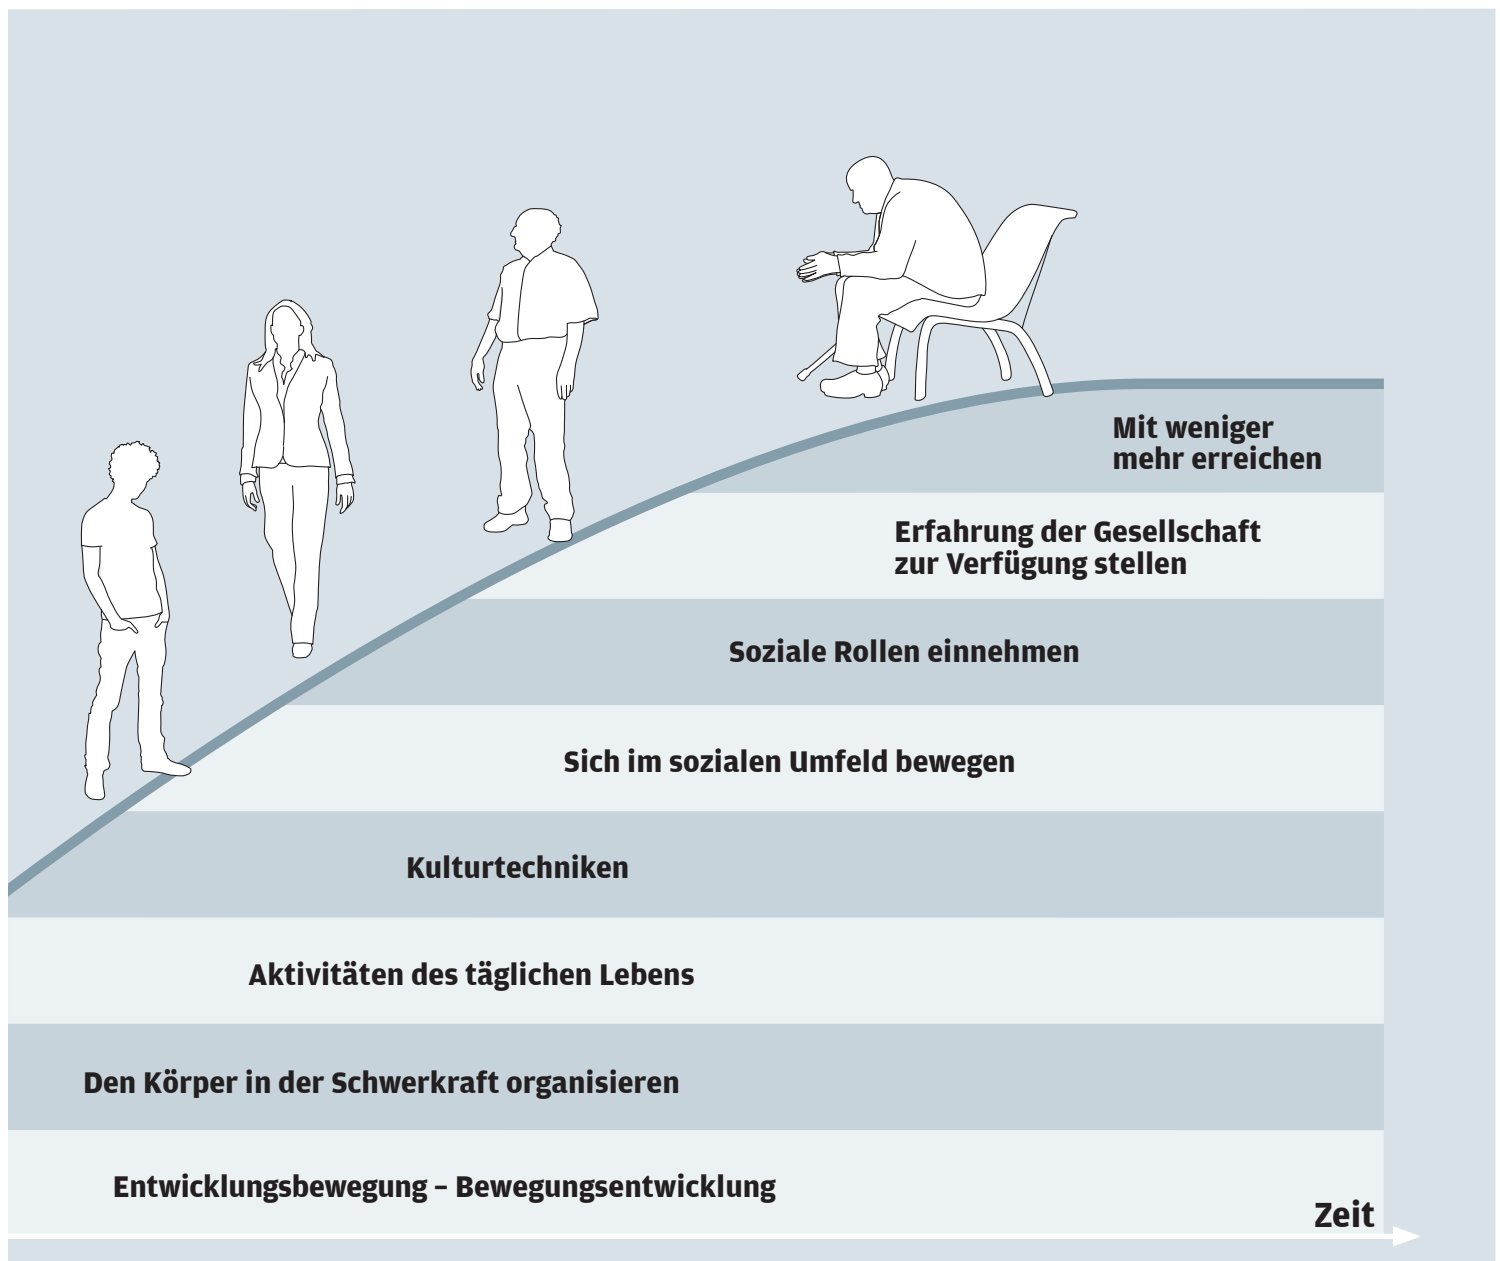 Mit weniger
mehr erreichen
Erfahrung der Gesellschaft
zur Verfügung stellen
Soziale Rollen einnehmen
Sich im sozialen Umfeld bewegen
Kulturtechniken
Aktivitäten des täglichen Lebens
Den Körper in der Schwerkraft organisieren
Entwicklungsbewegung – Bewegungsentwicklung
Zeit